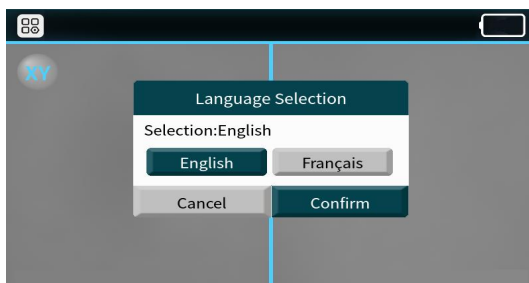 XY
Language Selection
Selection:English
English Français
Cancel Confirm